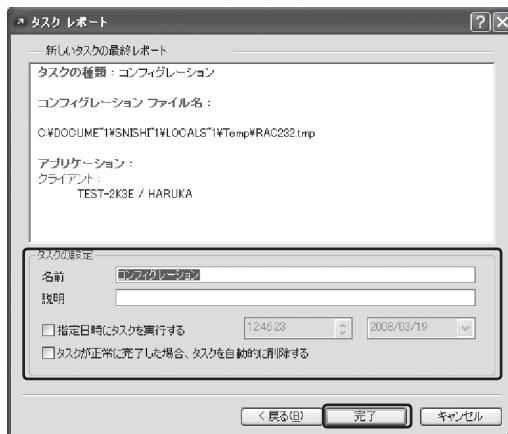 タスク レポート
新しいタスクの最終レポート
タスクの種類：コンフィグレーション
コンフィグレーション ファイル名：
C:¥DOCUME~1¥SNISHI~1¥LOCALS~1¥Temp¥RAC232.tmp
アプリケーション：
クライアント：
TEST-2K3E / HARUKA
タスクの設定
名前 コンフィグレーション
説明
指定日時にタスクを実行する 12:46:23 2008/03/19
タスクが正常に完了した場合、タスクを自動的に削除する
< 戻る(B) 完了 キャンセル